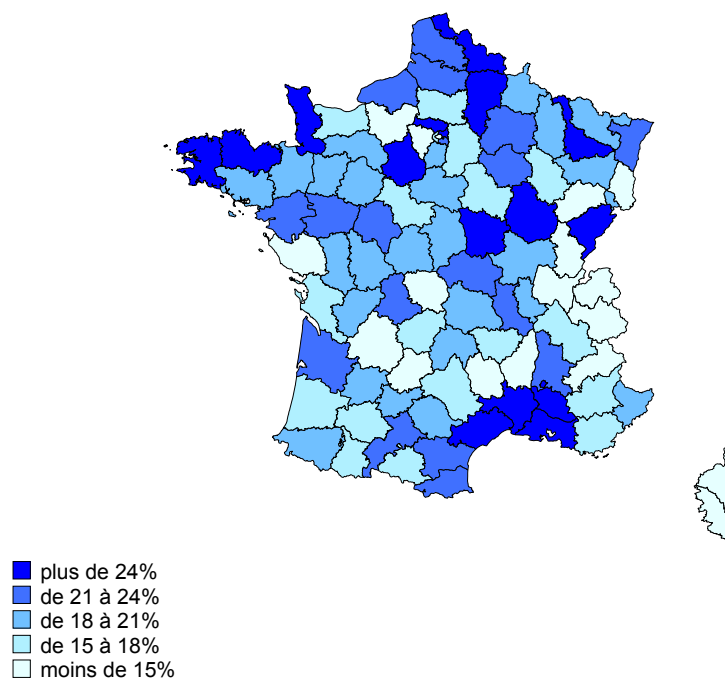 plus de 24%
de 21 à 24%
de 18 à 21%
de 15 à 18%
moins de 15%